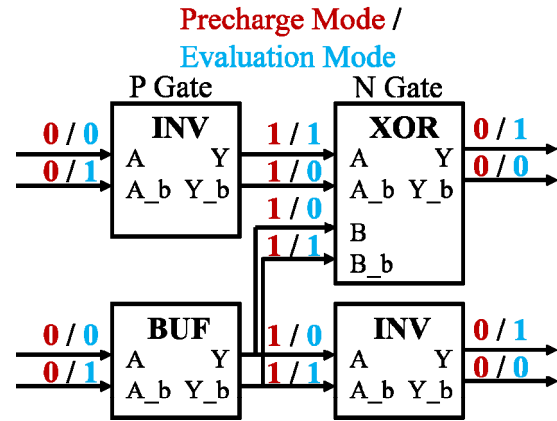 Precharge Mode /
Evaluation Mode
P Gate N Gate
INV XOR
0 / 0 1 / 1 0 / 1
A Y A Y
0 / 1 1 / 0 0 / 0
A_b Y_b A_b Y_b
1 / 0
B
1 / 1
B_b
BUF INV
0 / 0 1 / 0 0 / 1
A Y A Y
0 / 1 1 / 1 0 / 0
A_b Y_b A_b Y_b